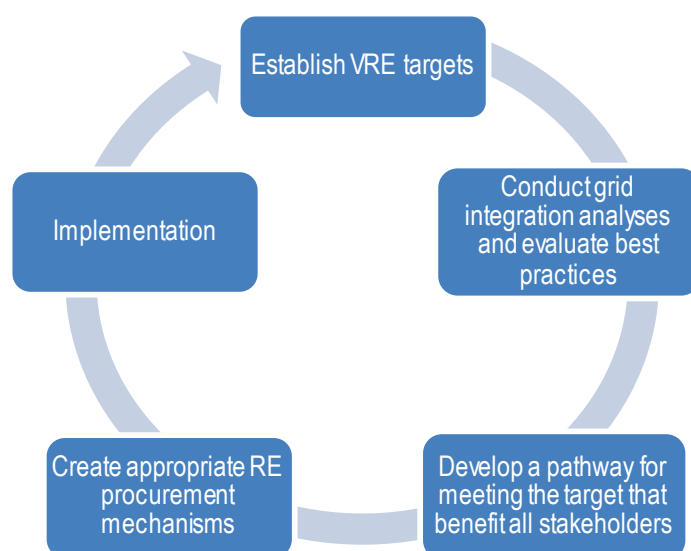 Establish VRE targets
Conduct grid
integration analyses
and evaluate best
practices
Develop a pathway for
meeting the target that
benefit all stakeholders
Create appropriate RE
procurement
mechanisms
Implementation